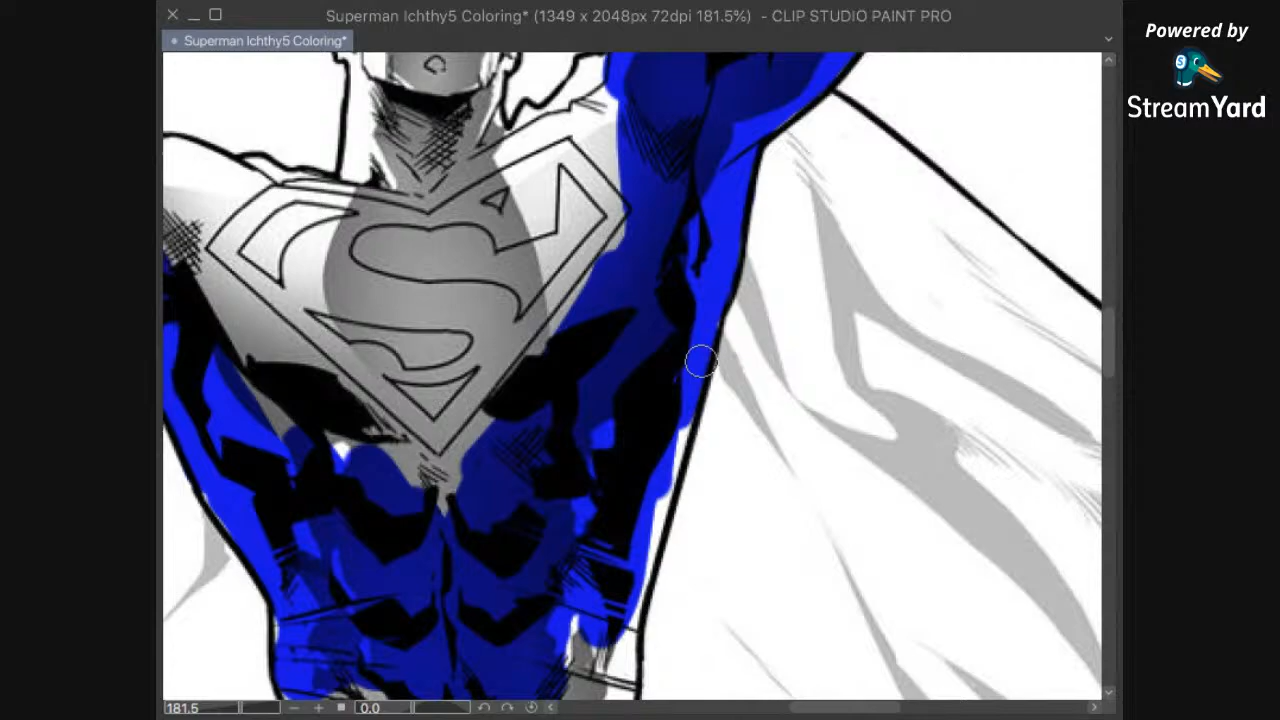 Superman Ichthy5 Coloring* (1349 x 2048px 72dpi 181.5%)  - CLIP STUDIO PAINT PRO
Superman Ichthy5 Coloring*
Powered by
StreamYard
S
181.5
0.0